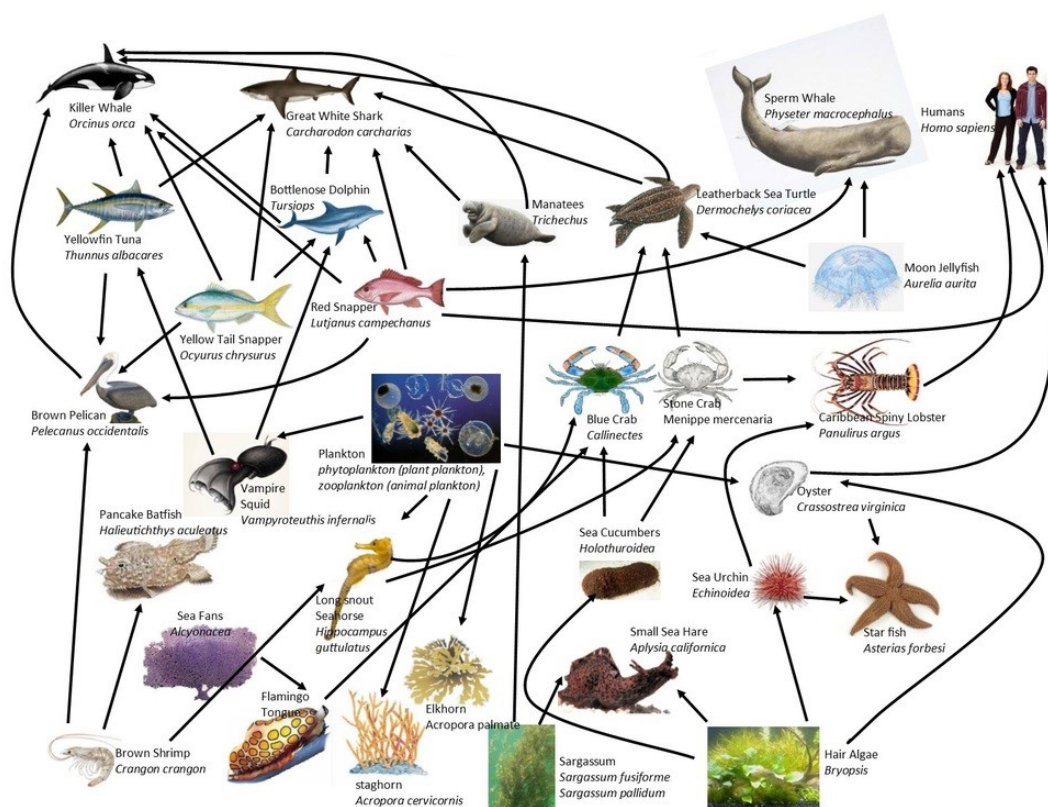 Killer Whale
Orcinus orca
Great White Shark
Carcharodon carcharias
Sperm Whale
Physeter macrocephalus
Humans
Homo sapiens
Bottlenose Dolphin
Tursiops
Manatees
Trichechus
Leatherback Sea Turtle
Dermochelys coriacea
Yellowfin Tuna
Thunnus albacares
Moon Jellyfish
Aurelia aurita
Red Snapper
Lutjanus campechanus
Yellow Tail Snapper
Ocyurus chrysurus
Brown Pelican
Pelecanus occidentalis
Blue Crab
Callinectes
Stone Crab
Menippe mercenaria
Caribbean Spiny Lobster
Panulirus argus
Plankton
phytoplankton (plant plankton),
zooplankton (animal plankton)
Vampire
Squid
Vampyroteuthis infernalis
Oyster
Crassostrea virginica
Pancake Batfish
Halieutichthys aculeatus
Sea Cucumbers
Holothuroidea
Sea Urchin
Echinoidea
Long snout
Seahorse
Hippocampus
guttulatus
Sea Fans
Alcyonacea
Star fish
Asterias forbesi
Small Sea Hare
Aplysia californica
Flamingo
Tongue
Elkhorn
Acropora palmate
Brown Shrimp
Crangon crangon
staghorn
Acropora cervicornis
Sargassum
Sargassum fusiforme
Sargassum pallidum
Hair Algae
Bryopsis